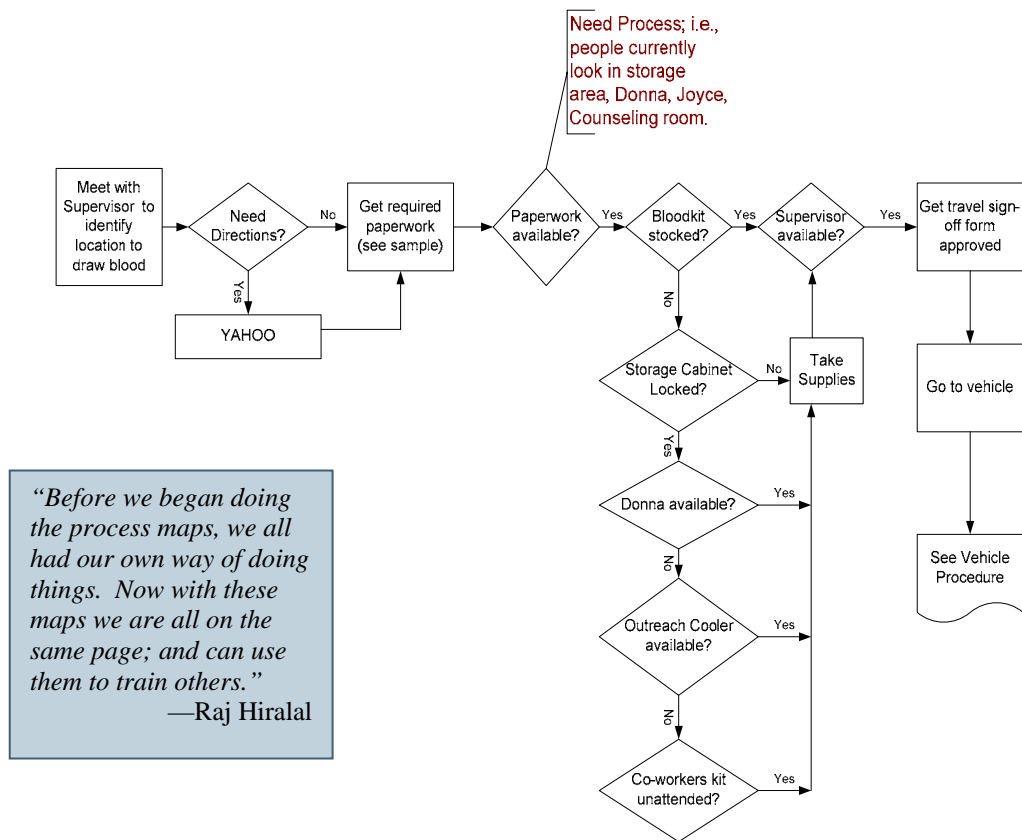 Need Process; i.e.,
people currently
look in storage
area, Donna, Joyce,
Counseling room.
Meet with
Supervisor to
identify
location to
draw blood
Need
Directions?
No
Yes
YAHOO
Get required
paperwork
(see sample)
Paperwork
available?
Yes
Bloodkit
stocked?
Yes
Supervisor
available?
Yes
Get travel sign-
off form
approved
No
Storage Cabinet
Locked?
No
Take
Supplies
Go to vehicle
Yes
Donna available?
Yes
See Vehicle
Procedure
No
Outreach Cooler
available?
Yes
No
Co-workers kit
unattended?
Yes
“Before we began doing
the process maps, we all
had our own way of doing
things.  Now with these
maps we are all on the
same page; and can use
them to train others.”
—Raj Hiralal